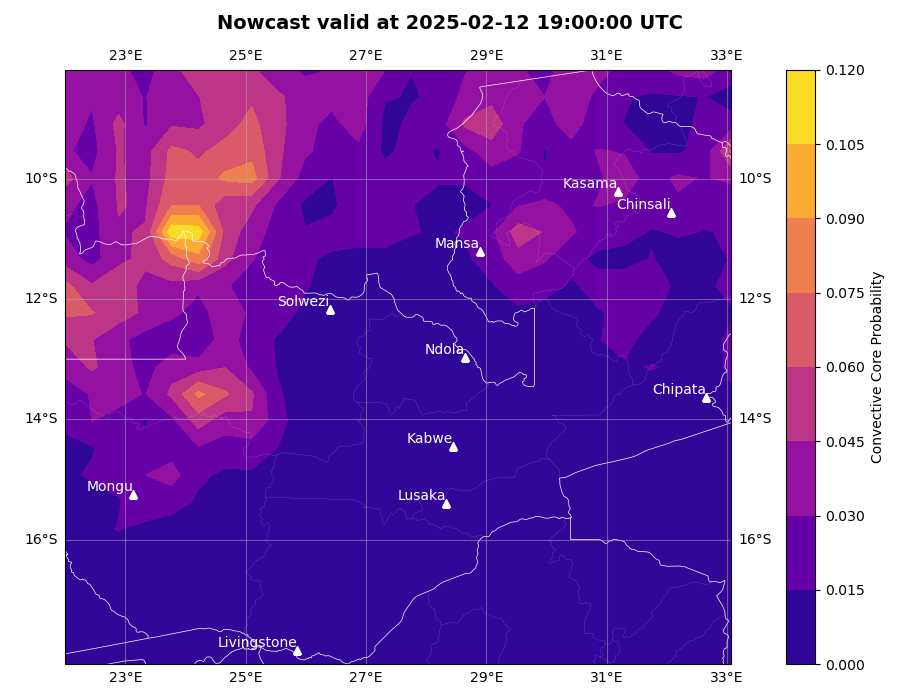 Nowcast valid at 2025-02-12 19:00:00 UTC
23°E 25°E 27°E 29°E 31°E 33°E
0.120
0.105
10°S 10°S
Kasama
Chinsali
0.090
Mansa
0.075
12°S 12°S
Solwezi
Ndola
0.060
Chipata
14°S 14°S
0.045
Kabwe
Mongu
Lusaka
0.030
16°S 16°S
0.015
Livingstone
0.000
23°E 25°E 27°E 29°E 31°E 33°E
Convective Core Probability